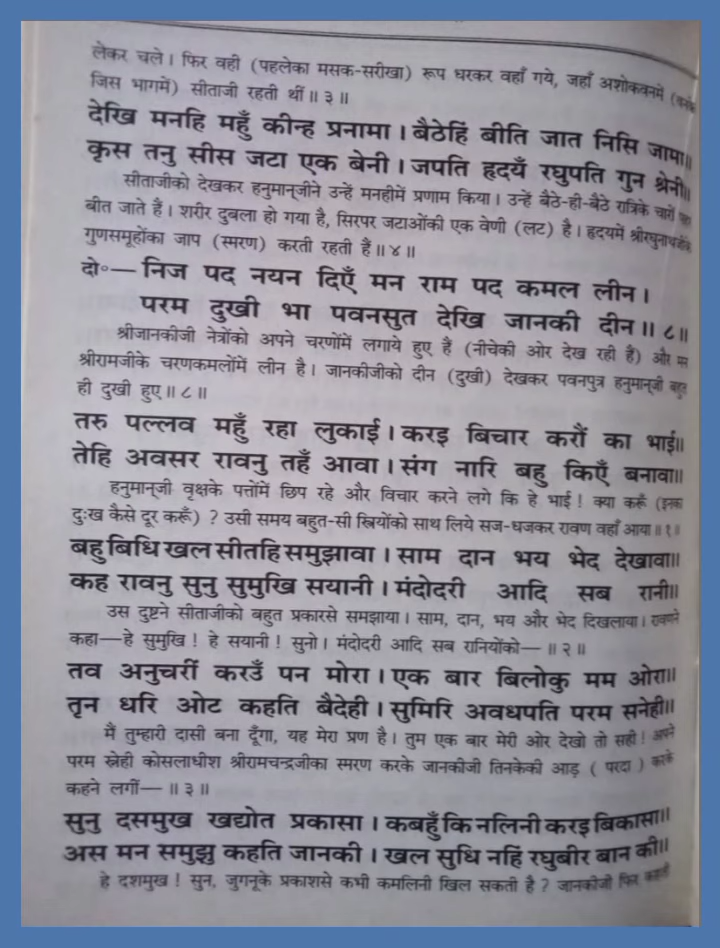 लेकर चले। फिर वही (पहलेका मसक-सरीखा) रूप धरकर वहाँ गये, जहाँ अशोकवनमें
जिस भागमें) सीताजी रहती थीं॥ ३॥
देखि मनहि महुँ कीन्ह प्रनामा। बैठेहिं बीति जात निसि जामा॥
कृस तनु सीस जटा एक बेनी। जपति हृदयँ रघुपति गुन श्रेनी॥
सीताजीको देखकर हनुमान्‌जीने उन्हें मनहीमें प्रणाम किया। उन्हें बैठे-ही-बैठे रात्रिके चारों पहर
बीत जाते हैं। शरीर दुबला हो गया है, सिरपर जटाओंकी एक वेणी (लट) है। हृदयमें श्रीरघुनाथजीके
गुणसमूहोंका जाप (स्मरण) करती रहती हैं॥ ४॥
दो०— निज पद नयन दिएँ मन राम पद कमल लीन।
परम दुखी भा पवनसुत देखि जानकी दीन॥ ८॥
श्रीजानकीजी नेत्रोंको अपने चरणोंमें लगाये हुए हैं (नीचेकी ओर देख रही हैं) और मन
श्रीरामजीके चरणकमलोंमें लीन है। जानकीजीको दीन (दुखी) देखकर पवनपुत्र हनुमान्‌जी बहुत
ही दुखी हुए॥ ८॥
तरु पल्लव महुँ रहा लुकाई। करइ बिचार करौं का भाई॥
तेहि अवसर रावनु तहँ आवा। संग नारि बहु किएँ बनावा॥
हनुमान्‌जी वृक्षके पत्तोंमें छिप रहे और विचार करने लगे कि हे भाई! क्या करूँ (इनका
दुःख कैसे दूर करूँ) ? उसी समय बहुत-सी स्त्रियोंको साथ लिये सज-धजकर रावण वहाँ आया॥ १॥
बहु बिधि खल सीतहि समुझावा। साम दान भय भेद देखावा॥
कह रावनु सुनु सुमुखि सयानी। मंदोदरी आदि सब रानी॥
उस दुष्टने सीताजीको बहुत प्रकारसे समझाया। साम, दान, भय और भेद दिखलाया। रावणने
कहा—हे सुमुखि! हे सयानी! सुनो। मंदोदरी आदि सब रानियोंको— ॥ २॥
तव अनुचरीं करउँ पन मोरा। एक बार बिलोकु मम ओरा॥
तृन धरि ओट कहति बैदेही। सुमिरि अवधपति परम सनेही॥
मैं तुम्हारी दासी बना दूँगा, यह मेरा प्रण है। तुम एक बार मेरी ओर देखो तो सही! अपने
परम स्नेही कोसलाधीश श्रीरामचन्द्रजीका स्मरण करके जानकीजी तिनकेकी आड़ ( परदा ) करके
कहने लगीं— ॥ ३॥
सुनु दसमुख खद्योत प्रकासा। कबहुँ कि नलिनी करइ बिकासा॥
अस मन समुझु कहति जानकी। खल सुधि नहिं रघुबीर बान की॥
हे दशमुख! सुन, जुगनूके प्रकाशसे कभी कमलिनी खिल सकती है ? जानकीजी फिर कहती